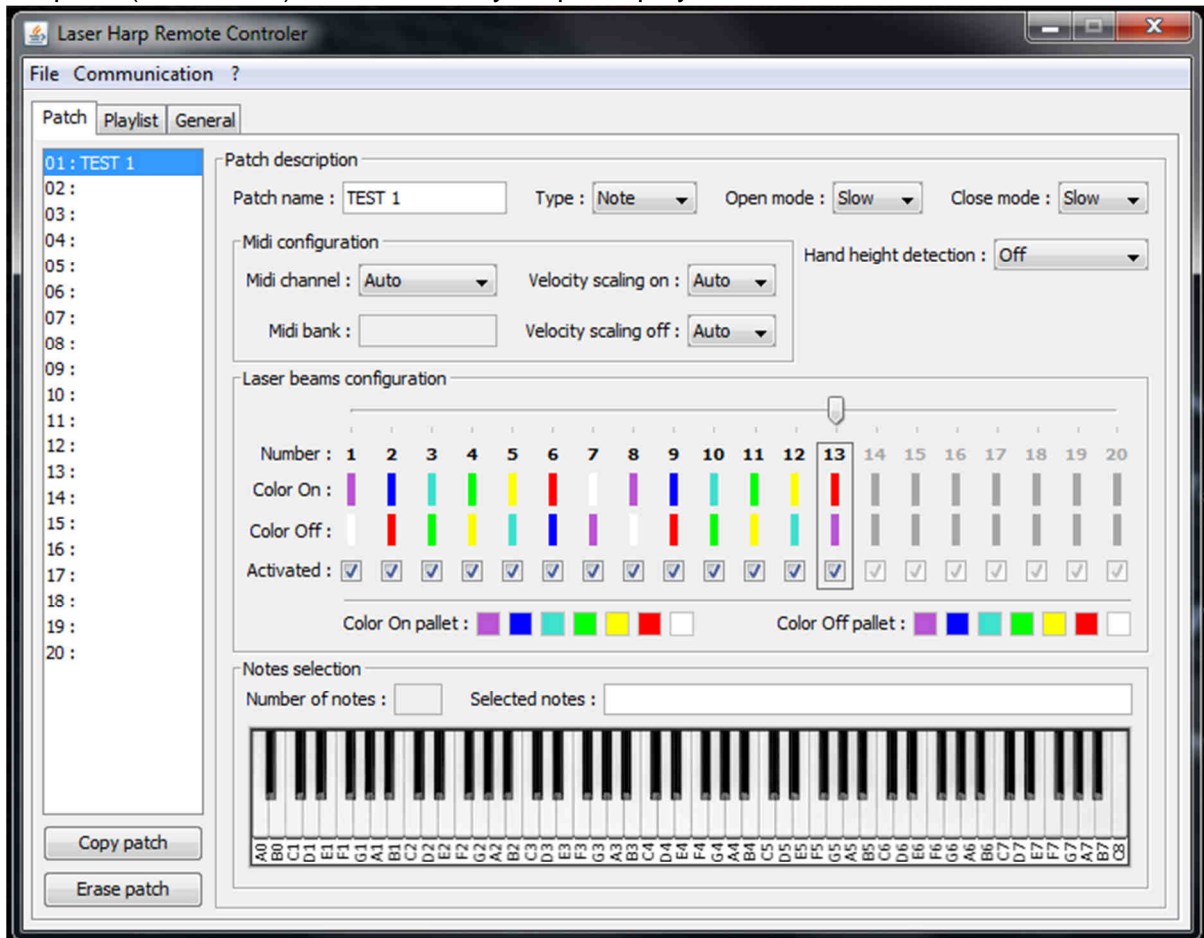 Laser Harp Remote Controler
File Communication ?
Patch Playlist General
01 : TEST 1
02 :
03 :
04 :
05 :
06 :
07 :
08 :
09 :
10 :
11 :
12 :
13 :
14 :
15 :
16 :
17 :
18 :
19 :
20 :
Copy patch
Erase patch
Patch description
Patch name : TEST 1 Type : Note Open mode : Slow Close mode : Slow
Midi configuration
Hand height detection : Off
Midi channel : Auto Velocity scaling on : Auto
Midi bank : Velocity scaling off : Auto
Laser beams configuration
Number : 1 2 3 4 5 6 7 8 9 10 11 12 13 14 15 16 17 18 19 20
Color On :
Color Off :
Activated :
Color On pallet : Color Off pallet :
Notes selection
Number of notes : Selected notes :
A0 B0 C1 D1 E1 F1 G1 A1 B1 C2 D2 E2 F2 G2 A2 B2 C3 D3 E3 F3 G3 A3 B3 C4 D4 E4 F4 G4 A4 B4 C5 D5 E5 F5 G5 A5 B5 C6 D6 E6 F6 G6 A6 B6 C7 D7 E7 F7 G7 A7 B7 C8